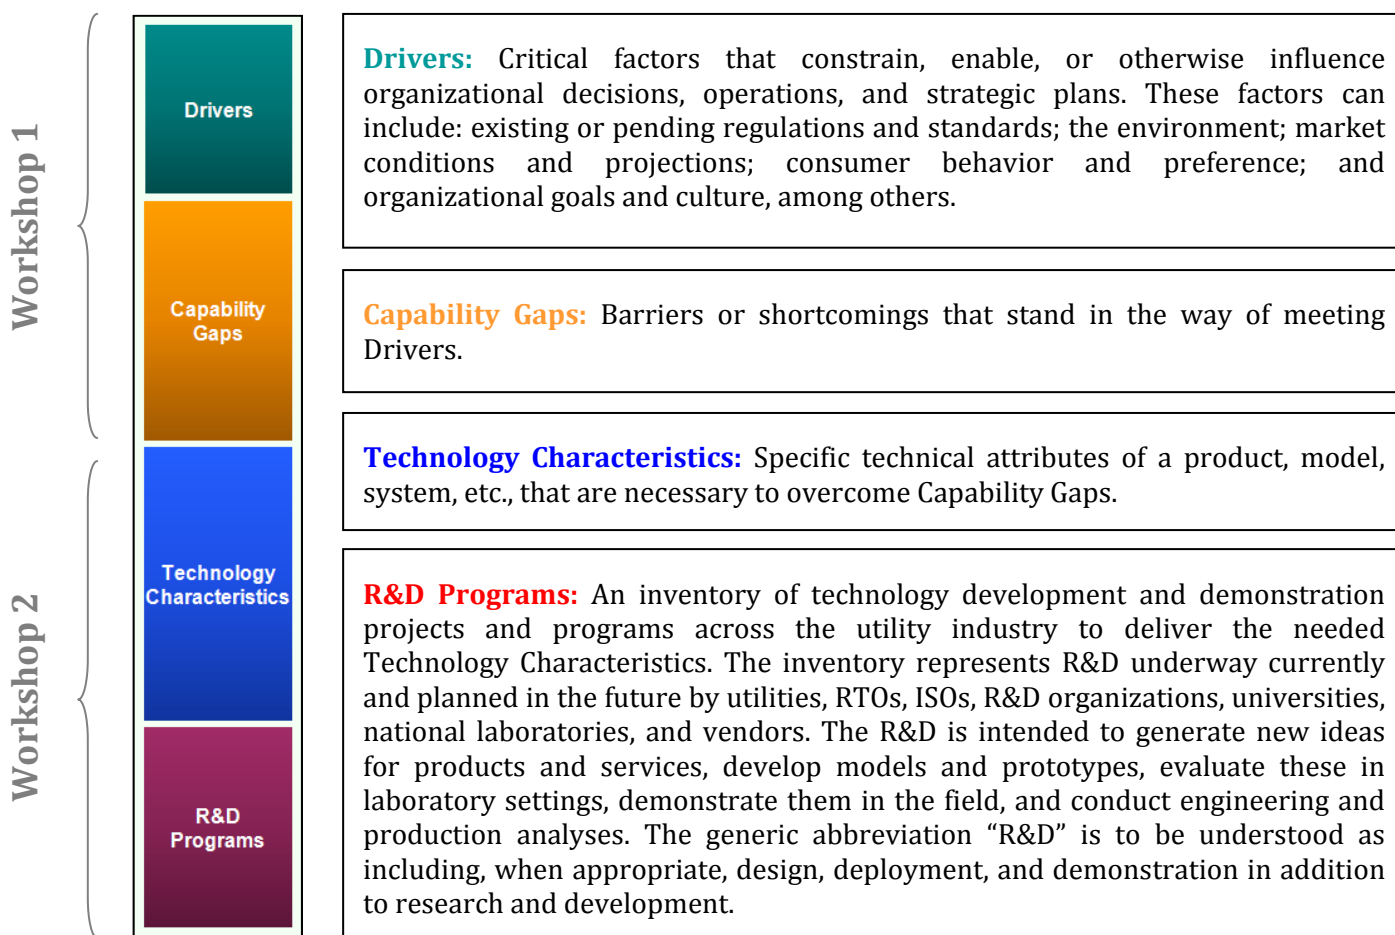 Workshop 1
Drivers
Drivers: Critical factors that constrain, enable, or otherwise influence
organizational decisions, operations, and strategic plans. These factors can
include: existing or pending regulations and standards; the environment; market
conditions and projections; consumer behavior and preference; and
organizational goals and culture, among others.
Capability
Gaps
Capability Gaps: Barriers or shortcomings that stand in the way of meeting
Drivers.
Workshop 2
Technology
Characteristics
Technology Characteristics: Specific technical attributes of a product, model,
system, etc., that are necessary to overcome Capability Gaps.
R&D
Programs
R&D Programs: An inventory of technology development and demonstration
projects and programs across the utility industry to deliver the needed
Technology Characteristics. The inventory represents R&D underway currently
and planned in the future by utilities, RTOs, ISOs, R&D organizations, universities,
national laboratories, and vendors. The R&D is intended to generate new ideas
for products and services, develop models and prototypes, evaluate these in
laboratory settings, demonstrate them in the field, and conduct engineering and
production analyses. The generic abbreviation “R&D” is to be understood as
including, when appropriate, design, deployment, and demonstration in addition
to research and development.